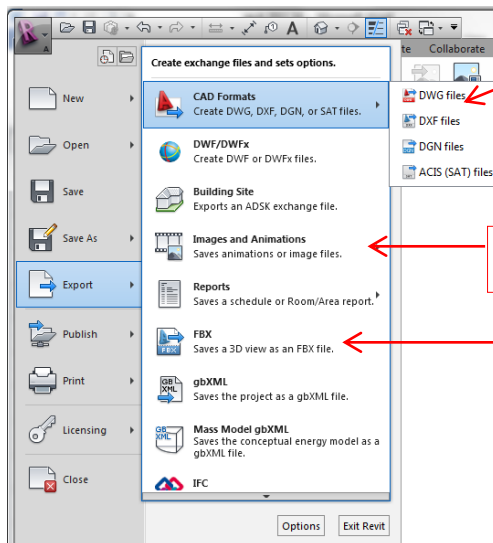 A
te
Collaborate
Create exchange files and sets options.
New
Open
Save
Save As
Export
Publish
Print
Licensing
Close
CAD Formats
Create DWG, DXF, DGN, or SAT files.
DWF/DWFx
Create DWF or DWFx files.
Building Site
Exports an ADSK exchange file.
Images and Animations
Saves animations or image files.
Reports
Saves a schedule or Room/Area report.
FBX
FBX
Saves a 3D view as an FBX file.
GB
XML
gbXML
Saves the project as a gbXML file.
GB
XML
Mass Model gbXML
Saves the conceptual energy model as a
gbXML file.
IFC
DWG files
DXF files
DGN files
ACIS (SAT) files
Options
Exit Revit